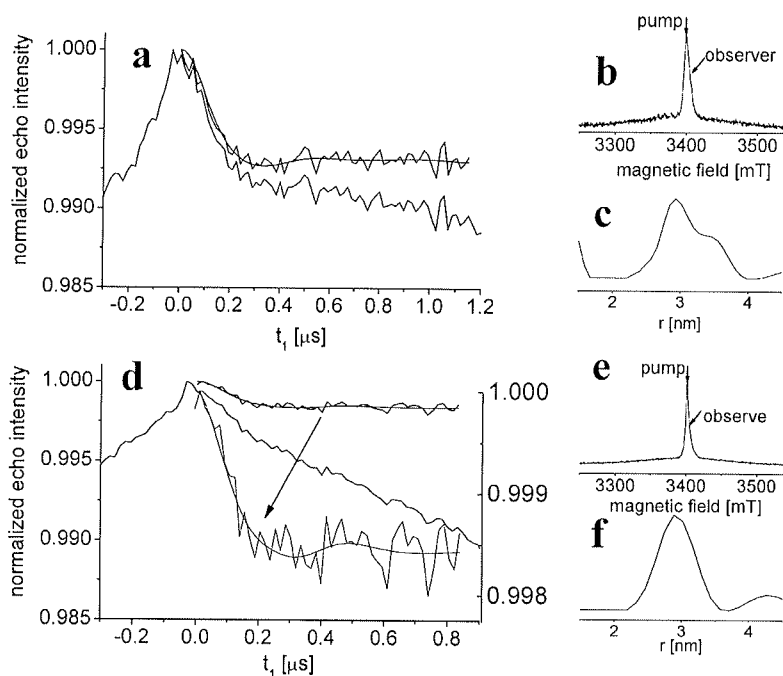 a
normalized echo intensity
1.000
0.995
0.990
0.985
-0.2 0.0 0.2 0.4 0.6 0.8 1.0 1.2
t₁ [μs]
b
pump
observer
3300 3400 3500
magnetic field [mT]
c
2 3 4
r [nm]
d
normalized echo intensity
1.000
0.995
0.990
0.985
1.000
0.999
0.998
-0.2 0.0 0.2 0.4 0.6 0.8
t₁ [μs]
e
pump
observe
3300 3400 3500
magnetic field [mT]
f
2 3 4
r [nm]